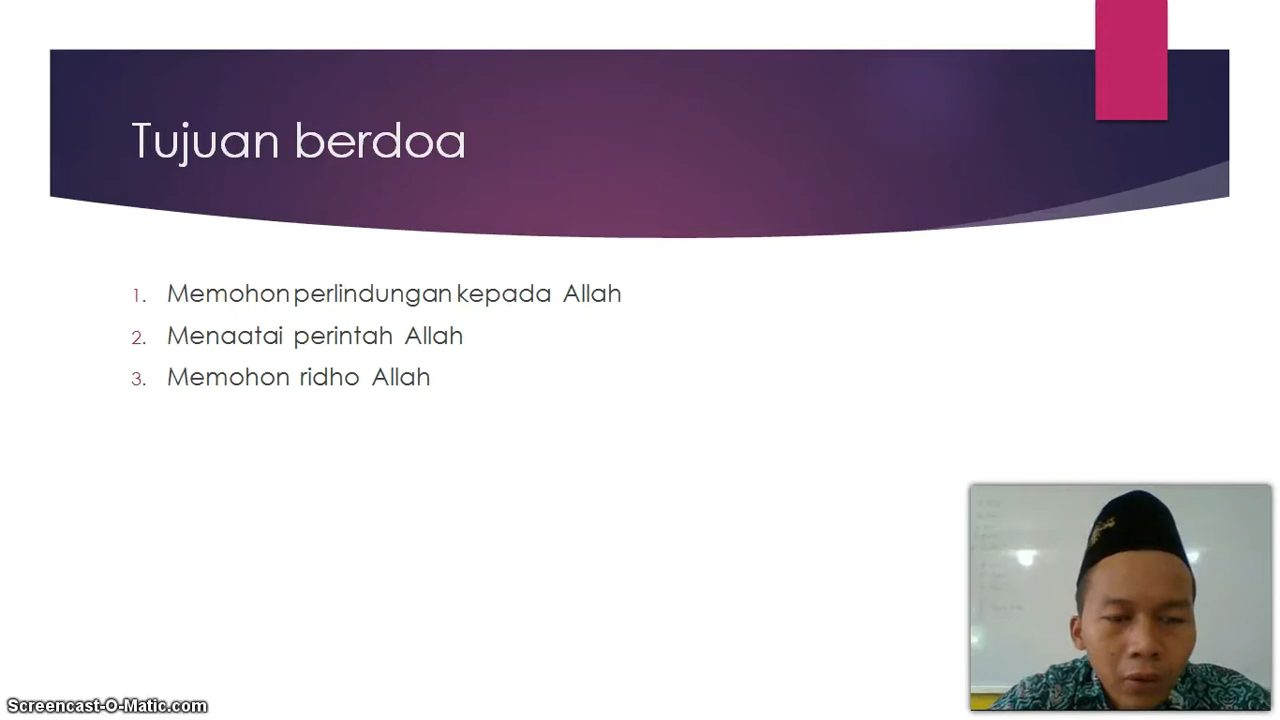 Tujuan berdoa
1. Memohon perlindungan kepada Allah
2. Menaatai perintah Allah
3. Memohon ridho Allah
Screencast-O-Matic.com